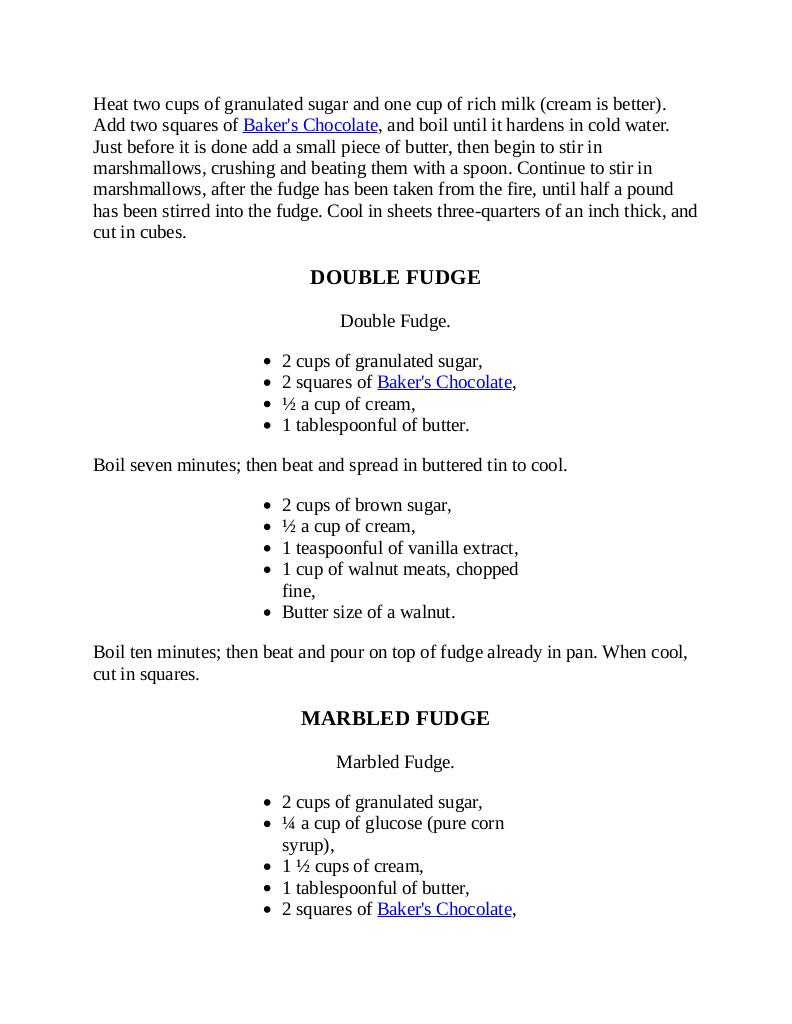 Heat two cups of granulated sugar and one cup of rich milk (cream is better).
Add two squares of Baker's Chocolate, and boil until it hardens in cold water.
Just before it is done add a small piece of butter, then begin to stir in
marshmallows, crushing and beating them with a spoon. Continue to stir in
marshmallows, after the fudge has been taken from the fire, until half a pound
has been stirred into the fudge. Cool in sheets three-quarters of an inch thick, and
cut in cubes.
DOUBLE FUDGE
Double Fudge.
• 2 cups of granulated sugar,
• 2 squares of Baker's Chocolate,
• ½ a cup of cream,
• 1 tablespoonful of butter.
Boil seven minutes; then beat and spread in buttered tin to cool.
• 2 cups of brown sugar,
• ½ a cup of cream,
• 1 teaspoonful of vanilla extract,
• 1 cup of walnut meats, chopped
fine,
• Butter size of a walnut.
Boil ten minutes; then beat and pour on top of fudge already in pan. When cool,
cut in squares.
MARBLED FUDGE
Marbled Fudge.
• 2 cups of granulated sugar,
• ¼ a cup of glucose (pure corn
syrup),
• 1 ½ cups of cream,
• 1 tablespoonful of butter,
• 2 squares of Baker's Chocolate,